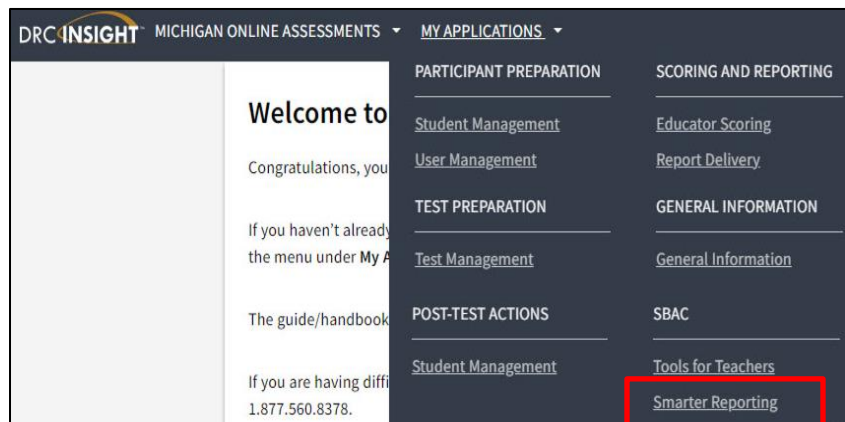 DRC INSIGHT MICHIGAN ONLINE ASSESSMENTS MY APPLICATIONS
PARTICIPANT PREPARATION
Student Management
User Management
TEST PREPARATION
Test Management
POST-TEST ACTIONS
Student Management
SCORING AND REPORTING
Educator Scoring
Report Delivery
GENERAL INFORMATION
General Information
SBAC
Tools for Teachers
Smarter Reporting
Welcome to
Congratulations, you
If you haven't already
the menu under My A
The guide/handbook
If you are having diffi
1.877.560.8378.